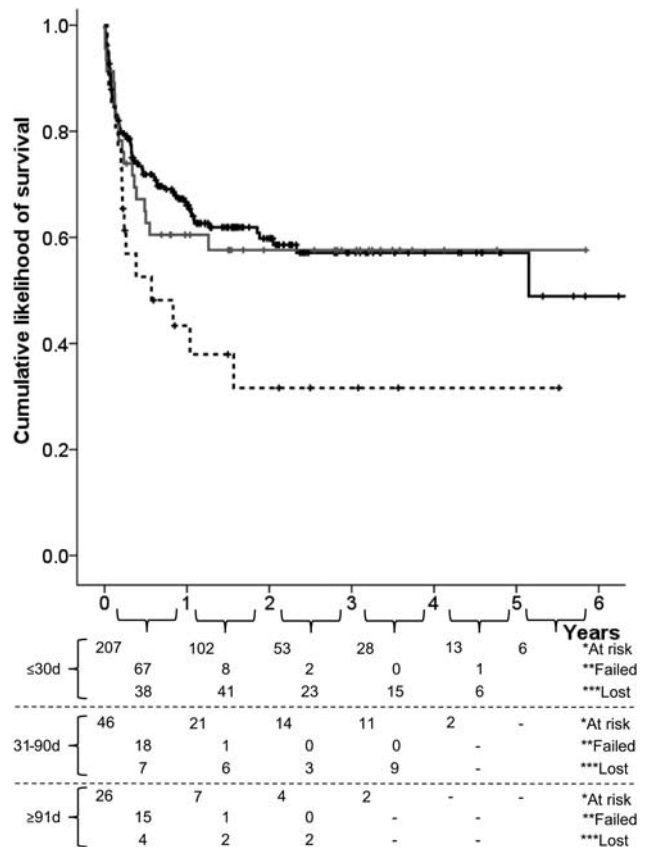 Cumulative likelihood of survival
1.0
0.8
0.6
0.4
0.2
0.0
0 1 2 3 4 5 6
Years
≤30d
207 102 53 28 13 6 *At risk
67 8 2 0 1 **Failed
38 41 23 15 6 ***Lost
31-90d
46 21 14 11 2 - *At risk
18 1 0 0 - **Failed
7 6 3 9 - ***Lost
≥91d
26 7 4 2 - - *At risk
15 1 0 - - **Failed
4 2 2 - - ***Lost